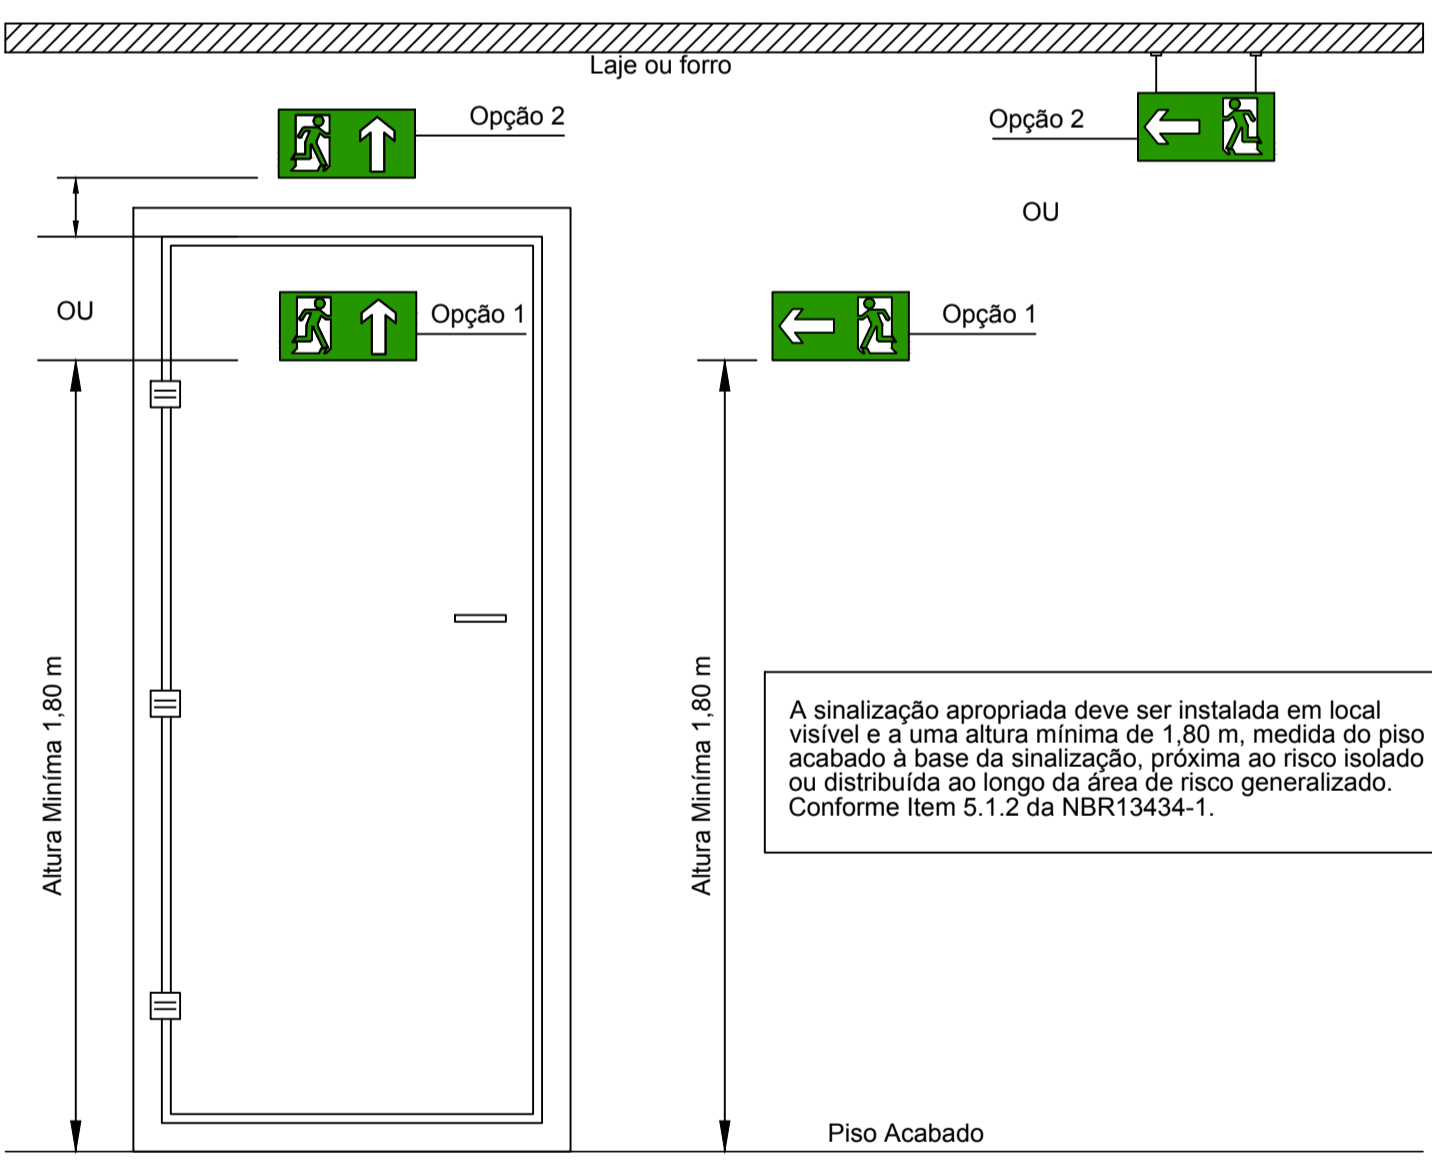 Laje ou forro
Opção 2
Opção 2
OU
OU
Opção 1
Opção 1
Altura Miníma 1,80 m
Altura Miníma 1,80 m
A sinalização apropriada deve ser instalada em local
visível e a uma altura mínima de 1,80 m, medida do piso
acabado à base da sinalização, próxima ao risco isolado
ou distribuída ao longo da área de risco generalizado.
Conforme Item 5.1.2 da NBR13434-1.
Piso Acabado